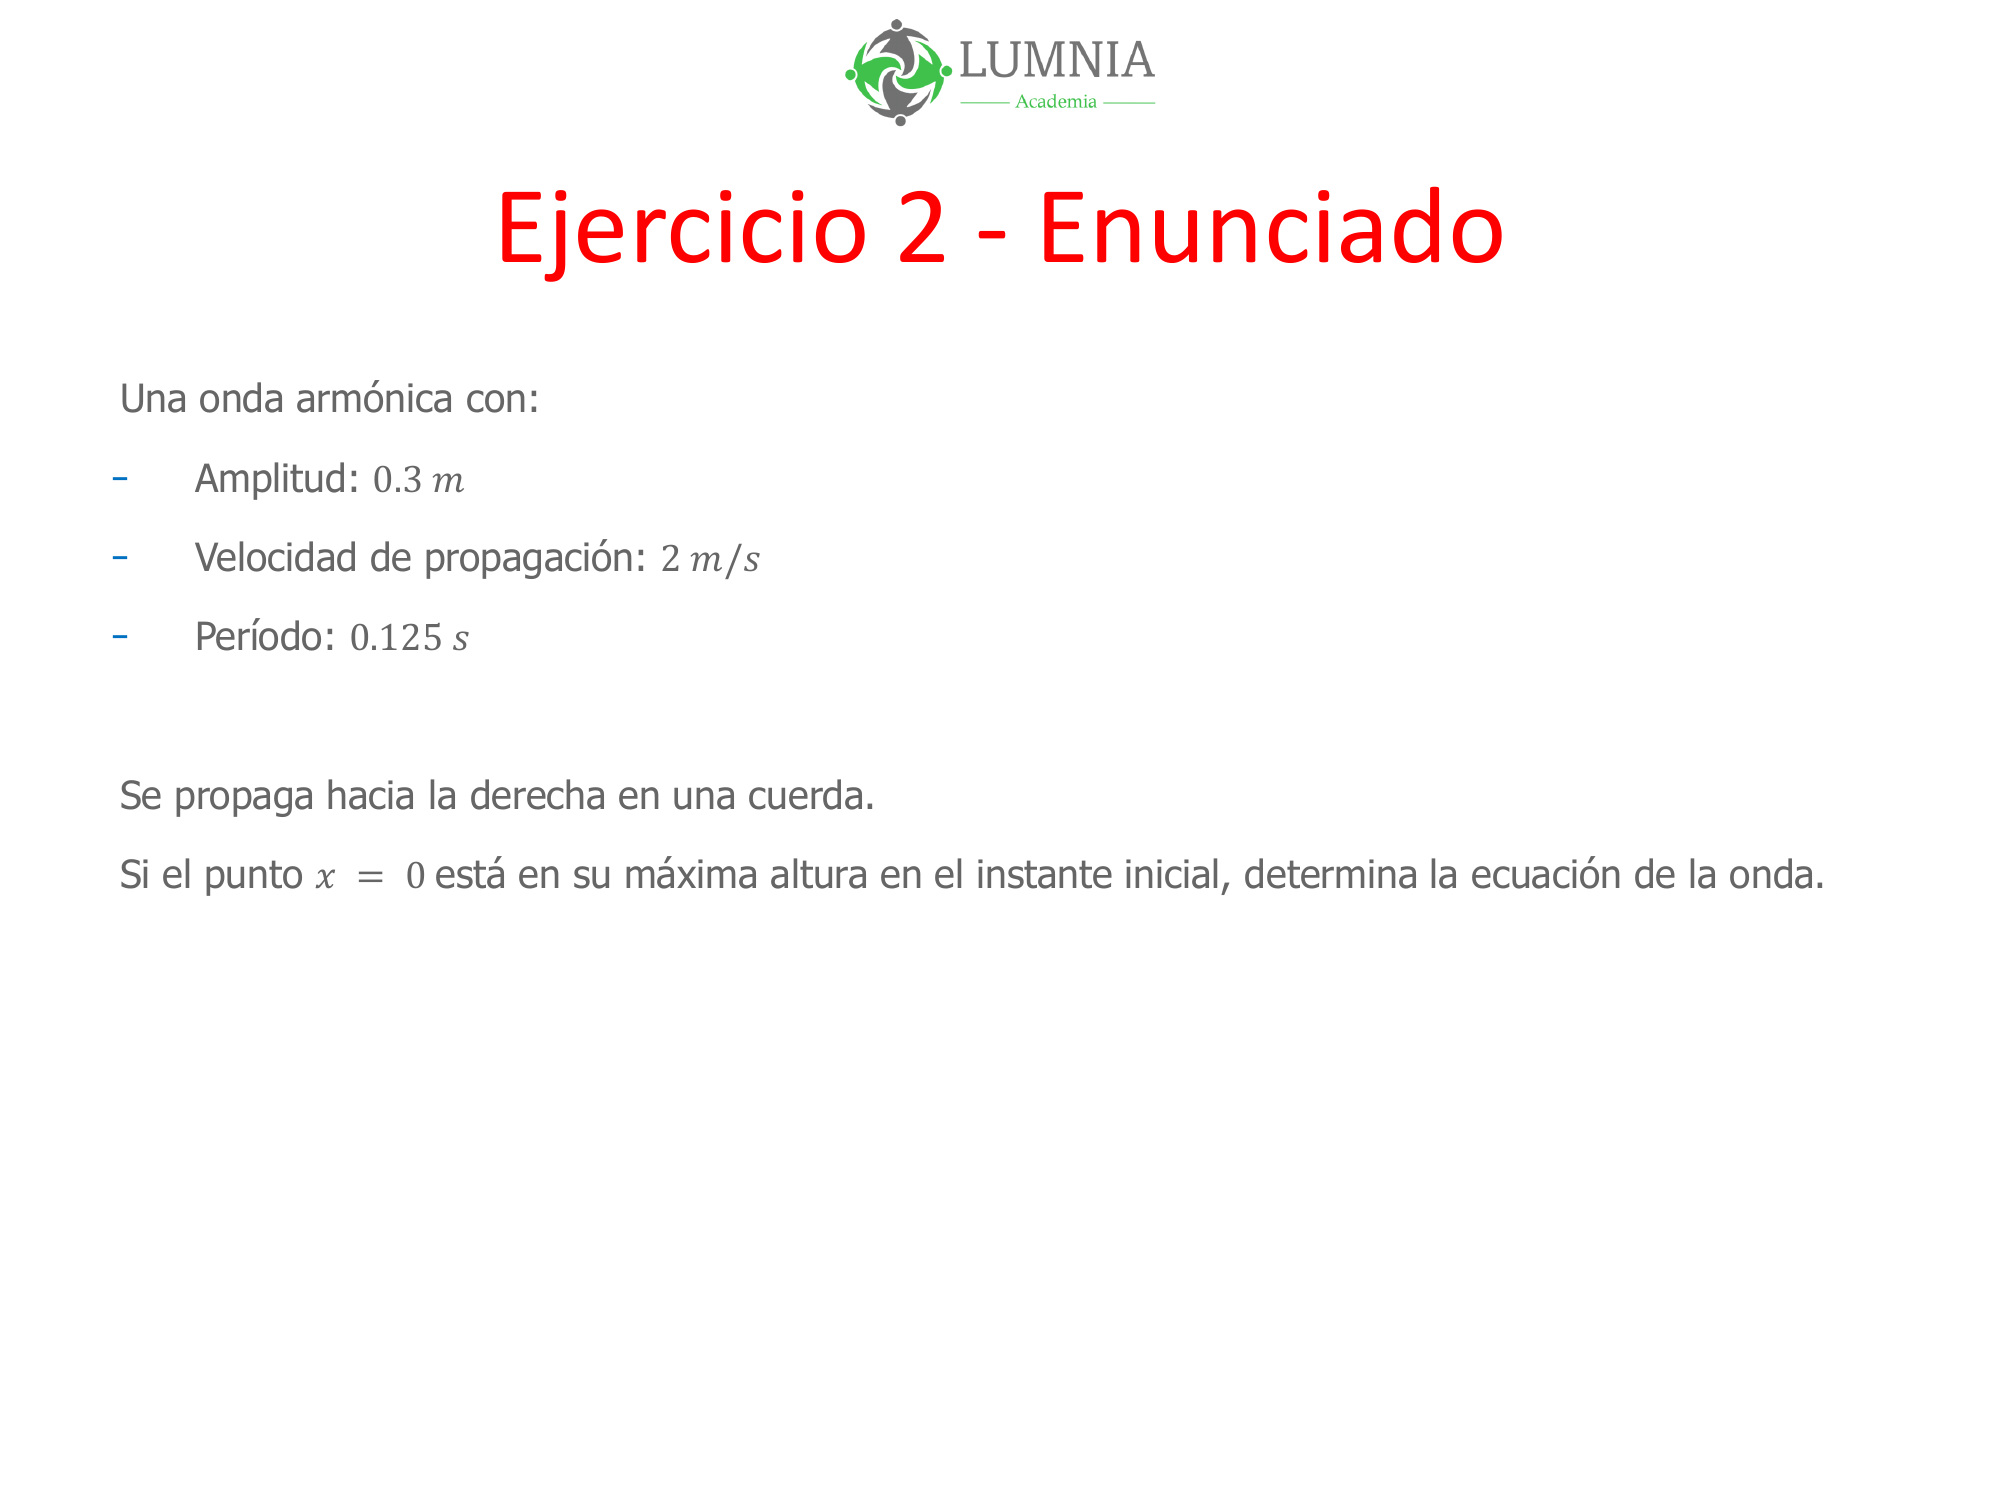 LUMNIA
Academia
Ejercicio 2 - Enunciado
Una onda armónica con:
- Amplitud: 0.3 m
- Velocidad de propagación: 2 m/s
- Período: 0.125 s
Se propaga hacia la derecha en una cuerda.
Si el punto x = 0 está en su máxima altura en el instante inicial, determina la ecuación de la onda.